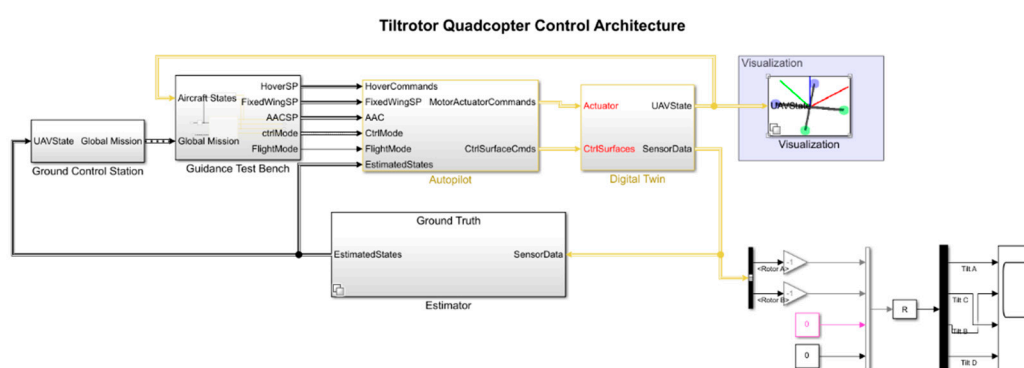 Tiltrotor Quadcopter Control Architecture
Visualization
UAVState
Visualization
Aircraft States
Global Mission
HoverSP
FixedWingSP
AACSP
ctrlMode
FlightMode
Guidance Test Bench
UAVState Global Mission
Ground Control Station
HoverCommands
FixedWingSP MotorActuatorCommands
AAC
CtrlMode
FlightMode CtrlSurfaceCmds
EstimatedStates
Autopilot
Actuator UAVState
CtrlSurfaces SensorData
Digital Twin
Ground Truth
EstimatedStates SensorData
Estimator
<Rotor A>
-1
<Rotor B>
-1
0
0
R
Tilt A
Tilt C
Tilt B
Tilt D